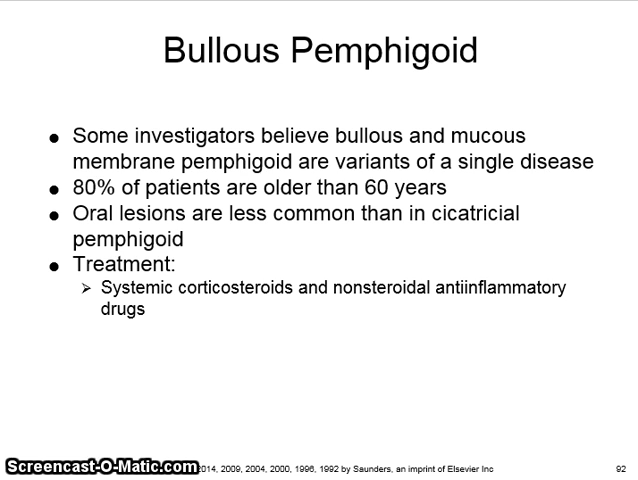 Bullous Pemphigoid
● Some investigators believe bullous and mucous
membrane pemphigoid are variants of a single disease
● 80% of patients are older than 60 years
● Oral lesions are less common than in cicatricial
pemphigoid
● Treatment:
➢ Systemic corticosteroids and nonsteroidal antiinflammatory
drugs
Screencast-O-Matic.com 2014, 2009, 2004, 2000, 1996, 1992 by Saunders, an imprint of Elsevier Inc 92